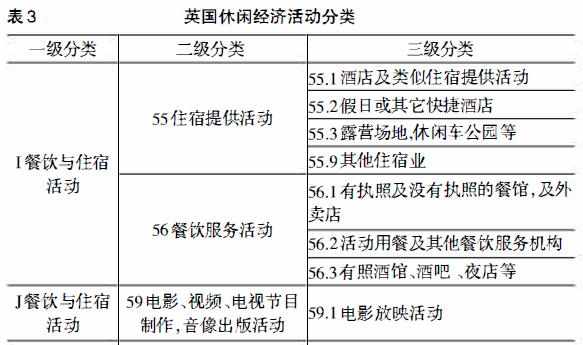 表3 英国休闲经济活动分类
一级分类 二级分类 三级分类
I餐饮与住宿
活动
55住宿提供活动
55.1酒店及类似住宿提供活动
55.2假日或其它快捷酒店
55.3露营场地,休闲车公园等
55.9其他住宿业
56餐饮服务活动
56.1有执照及没有执照的餐馆,及外
卖店
56.2活动用餐及其他餐饮服务机构
56.3有照酒馆、酒吧、夜店等
J餐饮与住宿
活动
59电影、视频、电视节目
制作,音像出版活动
59.1电影放映活动